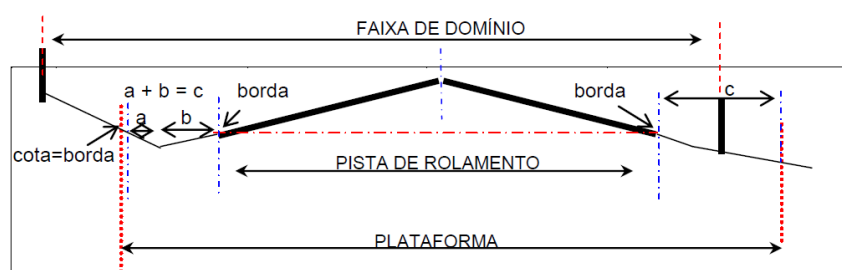 FAIXA DE DOMÍNIO
a + b = c
borda
borda
c
a
b
cota=borda
PISTA DE ROLAMENTO
PLATAFORMA